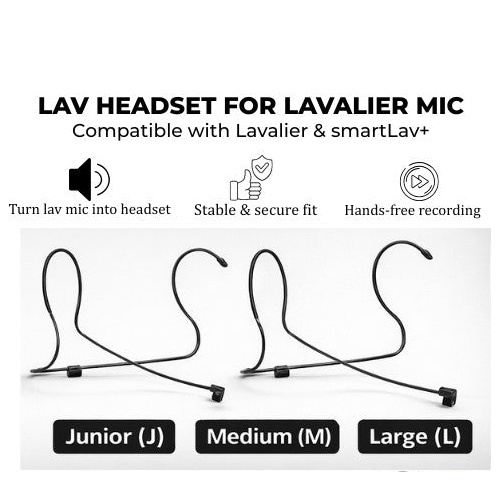 LAV HEADSET FOR LAVALIER MIC
Compatible with Lavalier & smartLav+
Turn lav mic into headset
Stable & secure fit
Hands-free recording
Junior (J)
Medium (M)
Large (L)